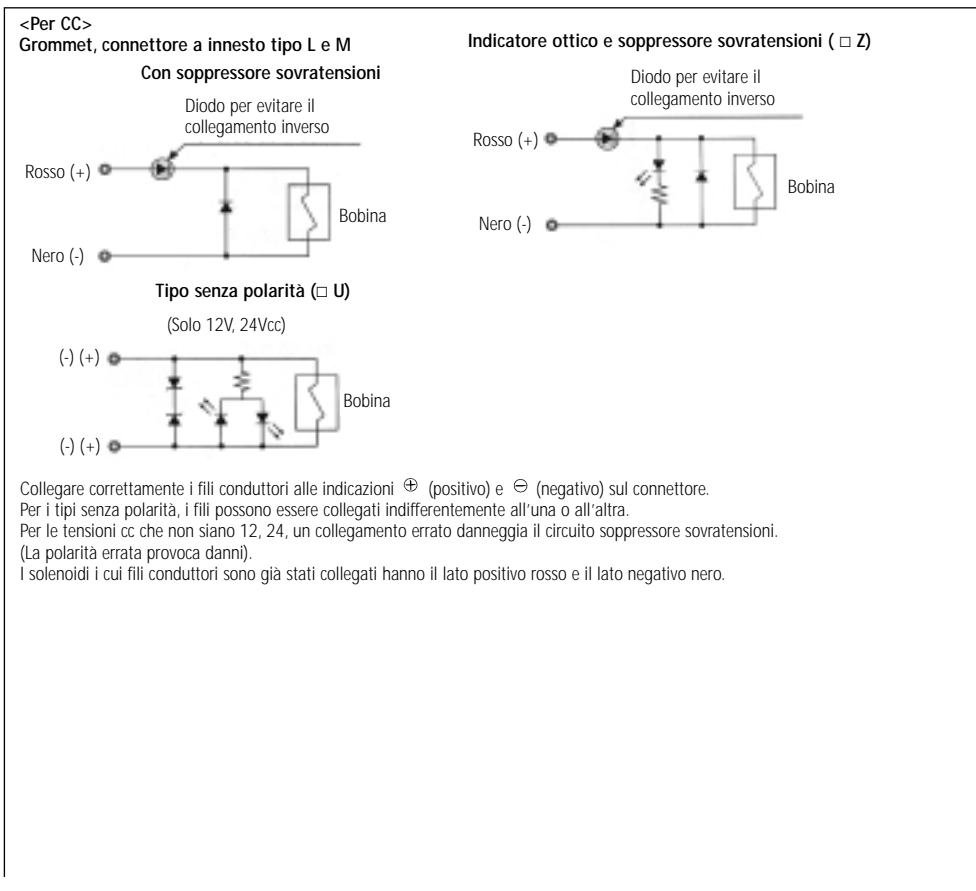 <Per CC>
Grommet, connettore a innesto tipo L e M
Con soppressore sovratensioni
Diodo per evitare il
collegamento inverso
Rosso (+)
Bobina
Nero (-)
Indicatore ottico e soppressore sovratensioni ( □ Z)
Diodo per evitare il
collegamento inverso
Rosso (+)
Bobina
Nero (-)
Tipo senza polarità (□ U)
(Solo 12V, 24Vcc)
(-) (+)
Bobina
(-) (+)
Collegare correttamente i fili conduttori alle indicazioni ⊕ (positivo) e ⊖ (negativo) sul connettore.
Per i tipi senza polarità, i fili possono essere collegati indifferentemente all'una o all'altra.
Per le tensioni cc che non siano 12, 24, un collegamento errato danneggia il circuito soppressore sovratensioni.
(La polarità errata provoca danni).
I solenoidi i cui fili conduttori sono già stati collegati hanno il lato positivo rosso e il lato negativo nero.